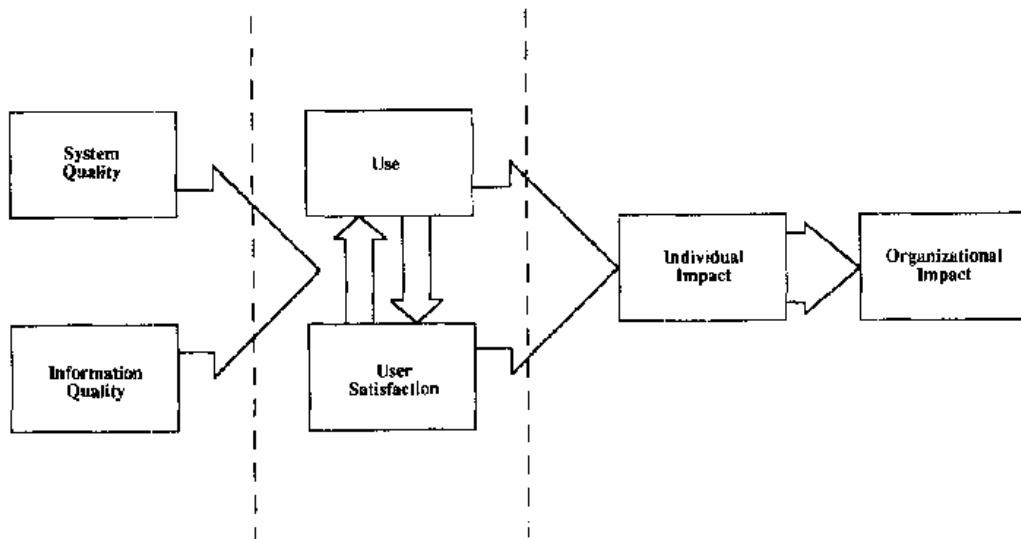 System
Quality
Use
Individual
Impact
Organizational
Impact
Information
Quality
User
Satisfaction